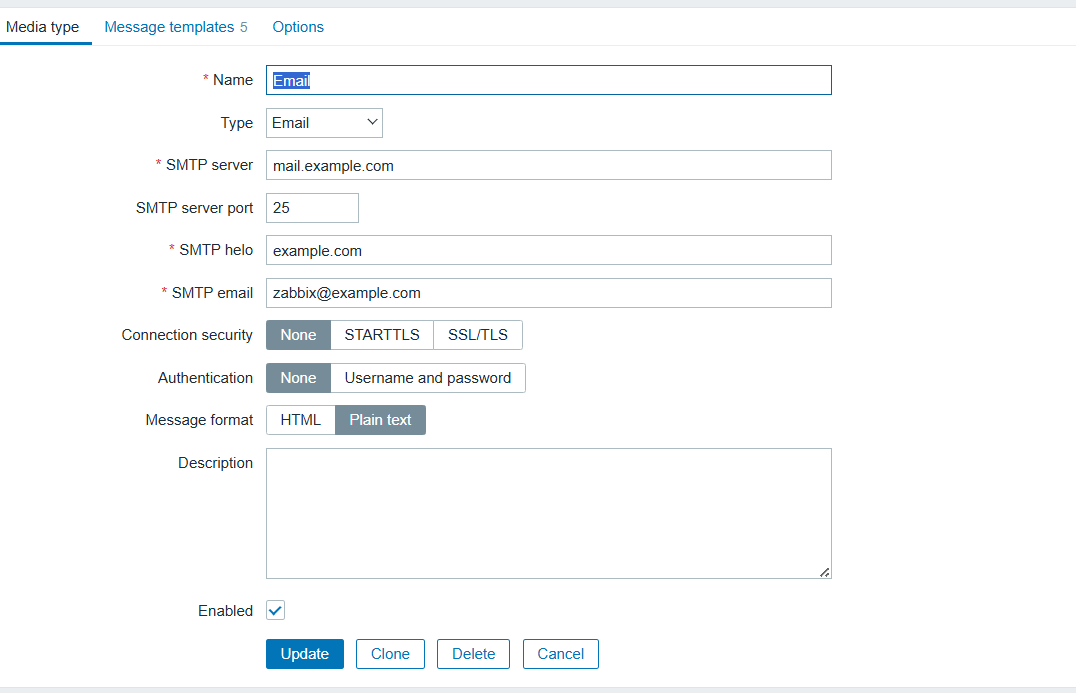 Media type Message templates 5 Options
* Name Email
Type Email
* SMTP server mail.example.com
SMTP server port 25
* SMTP helo example.com
* SMTP email zabbix@example.com
Connection security None STARTTLS SSL/TLS
Authentication None Username and password
Message format HTML Plain text
Description
Enabled
Update Clone Delete Cancel